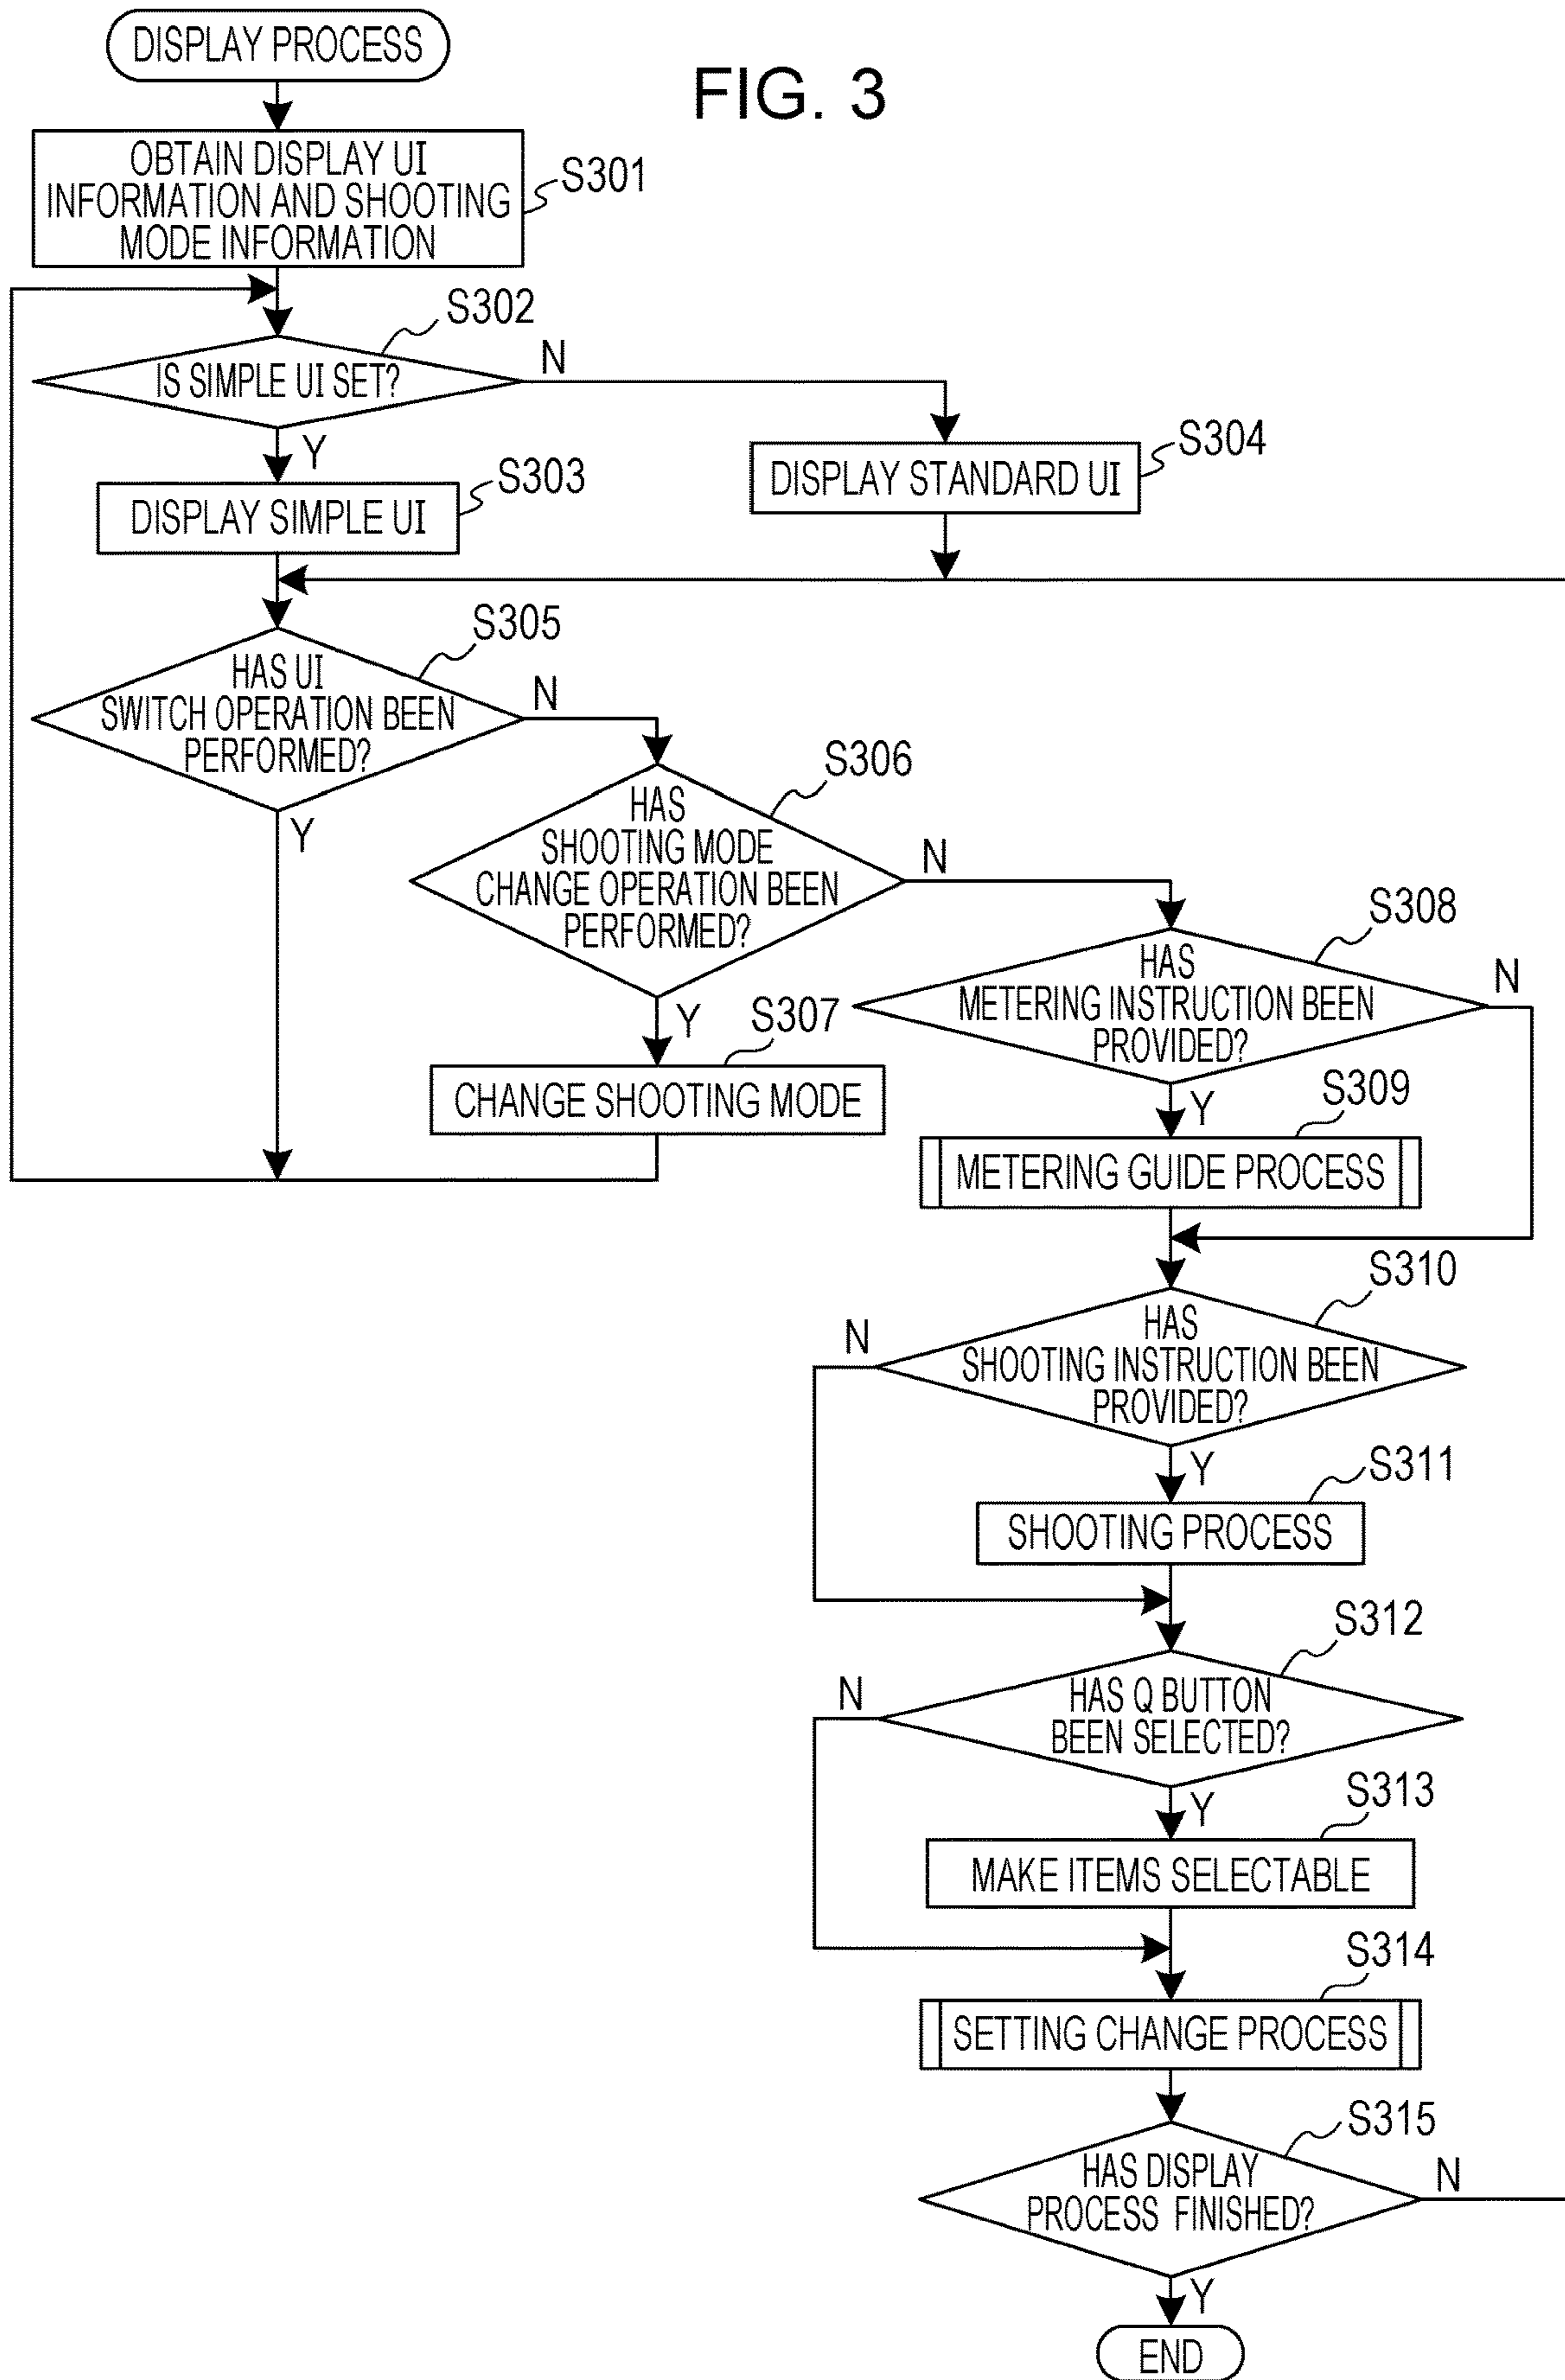 DISPLAY PROCESS
FIG. 3
OBTAIN DISPLAY UI
INFORMATION AND SHOOTING
MODE INFORMATION
S301
S302
IS SIMPLE UI SET?
N
Y
S304
DISPLAY STANDARD UI
S303
DISPLAY SIMPLE UI
S305
HAS UI
SWITCH OPERATION BEEN
PERFORMED?
N
Y
S306
HAS
SHOOTING MODE
CHANGE OPERATION BEEN
PERFORMED?
N
Y
S307
CHANGE SHOOTING MODE
S308
HAS
METERING INSTRUCTION BEEN
PROVIDED?
N
Y
S309
METERING GUIDE PROCESS
S310
HAS
SHOOTING INSTRUCTION BEEN
PROVIDED?
N
Y
S311
SHOOTING PROCESS
S312
HAS Q BUTTON
BEEN SELECTED?
N
Y
S313
MAKE ITEMS SELECTABLE
S314
SETTING CHANGE PROCESS
S315
HAS DISPLAY
PROCESS FINISHED?
N
Y
END